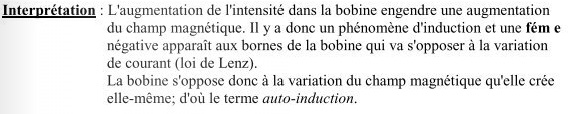 Interprétation : L'augmentation de l'intensité dans la bobine engendre une augmentation
du champ magnétique. Il y a donc un phénomène d'induction et une fém e
négative apparaît aux bornes de la bobine qui va s'opposer à la variation
de courant (loi de Lenz).
La bobine s'oppose donc à la variation du champ magnétique qu'elle crée
elle-même; d'où le terme auto-induction.